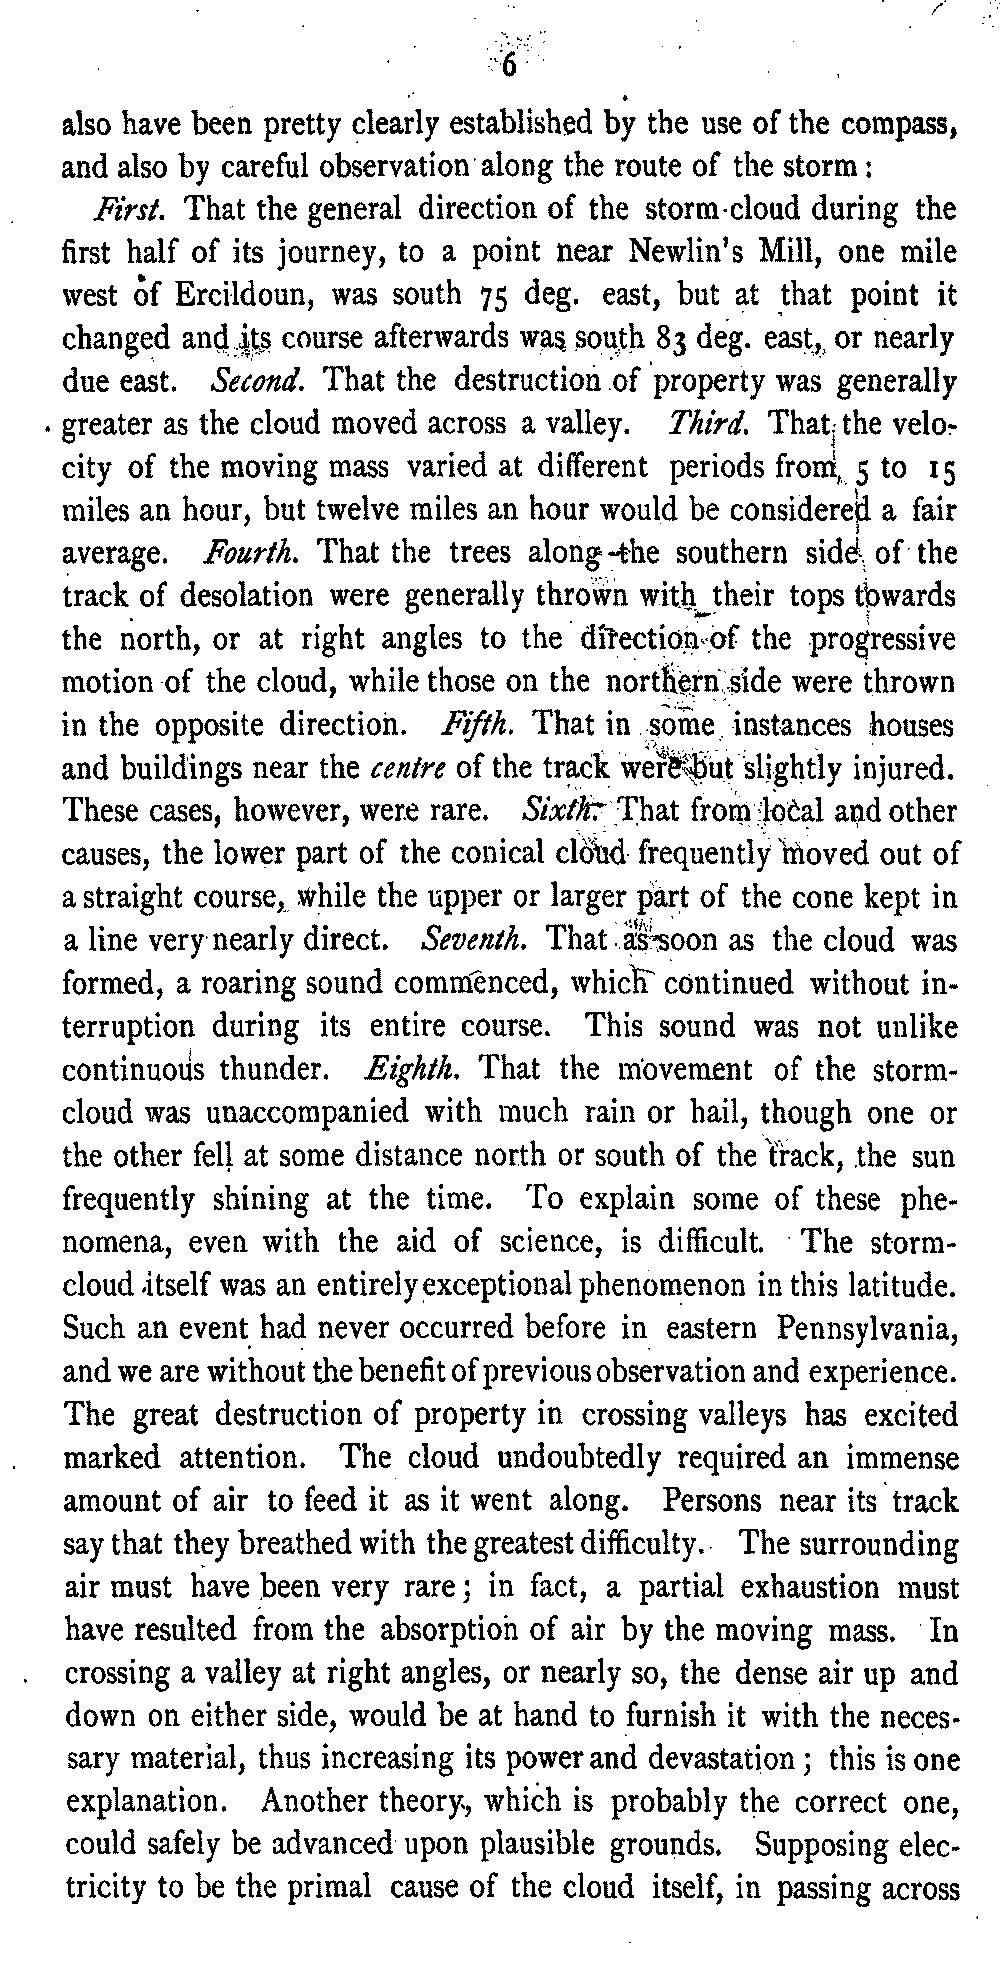 6
also have been pretty clearly established by the use of the compass,
and also by careful observation along the route of the storm :
First. That the general direction of the storm-cloud during the
first half of its journey, to a point near Newlin's Mill, one mile
west of Ercildoun, was south 75 deg. east, but at that point it
changed and its course afterwards was south 83 deg. east, or nearly
due east. Second. That the destruction of property was generally
greater as the cloud moved across a valley. Third. That the velo-
city of the moving mass varied at different periods from 5 to 15
miles an hour, but twelve miles an hour would be considered a fair
average. Fourth. That the trees along the southern side of the
track of desolation were generally thrown with their tops towards
the north, or at right angles to the direction of the progressive
motion of the cloud, while those on the northern side were thrown
in the opposite direction. Fifth. That in some instances houses
and buildings near the centre of the track were but slightly injured.
These cases, however, were rare. Sixth. That from local and other
causes, the lower part of the conical cloud frequently moved out of
a straight course, while the upper or larger part of the cone kept in
a line very nearly direct. Seventh. That as soon as the cloud was
formed, a roaring sound commenced, which continued without in-
terruption during its entire course. This sound was not unlike
continuous thunder. Eighth. That the movement of the storm-
cloud was unaccompanied with much rain or hail, though one or
the other fell at some distance north or south of the track, the sun
frequently shining at the time. To explain some of these phe-
nomena, even with the aid of science, is difficult. The storm-
cloud itself was an entirely exceptional phenomenon in this latitude.
Such an event had never occurred before in eastern Pennsylvania,
and we are without the benefit of previous observation and experience.
The great destruction of property in crossing valleys has excited
marked attention. The cloud undoubtedly required an immense
amount of air to feed it as it went along. Persons near its track
say that they breathed with the greatest difficulty. The surrounding
air must have been very rare ; in fact, a partial exhaustion must
have resulted from the absorption of air by the moving mass. In
crossing a valley at right angles, or nearly so, the dense air up and
down on either side, would be at hand to furnish it with the neces-
sary material, thus increasing its power and devastation ; this is one
explanation. Another theory, which is probably the correct one,
could safely be advanced upon plausible grounds. Supposing elec-
tricity to be the primal cause of the cloud itself, in passing across